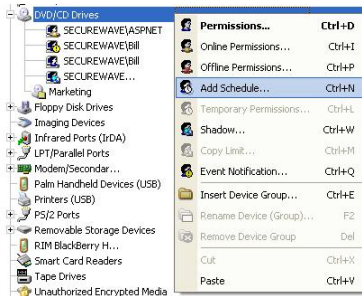 DVD/CD Drives
SECUREWAVE\ASPNET
SECUREWAVE\Bill
SECUREWAVE\Bill
SECUREWAVE...
Marketing
Floppy Disk Drives
Imaging Devices
Infrared Ports (IrDA)
LPT/Parallel Ports
Modem/Secondar...
Palm Handheld Devices (USB)
Printers (USB)
PS/2 Ports
Removable Storage Devices
RIM BlackBerry H...
Smart Card Readers
Tape Drives
Unauthorized Encrypted Media
Permissions... Ctrl+D
Online Permissions... Ctrl+I
Offline Permissions... Ctrl+P
Add Schedule... Ctrl+N
Temporary Permissions... Ctrl+L
Shadow... Ctrl+W
Copy Limit... Ctrl+M
Event Notification... Ctrl+Q
Insert Device Group... Ctrl+E
Rename Device (Group)... F2
Remove Device Group Del
Cut Ctrl+X
Paste Ctrl+V